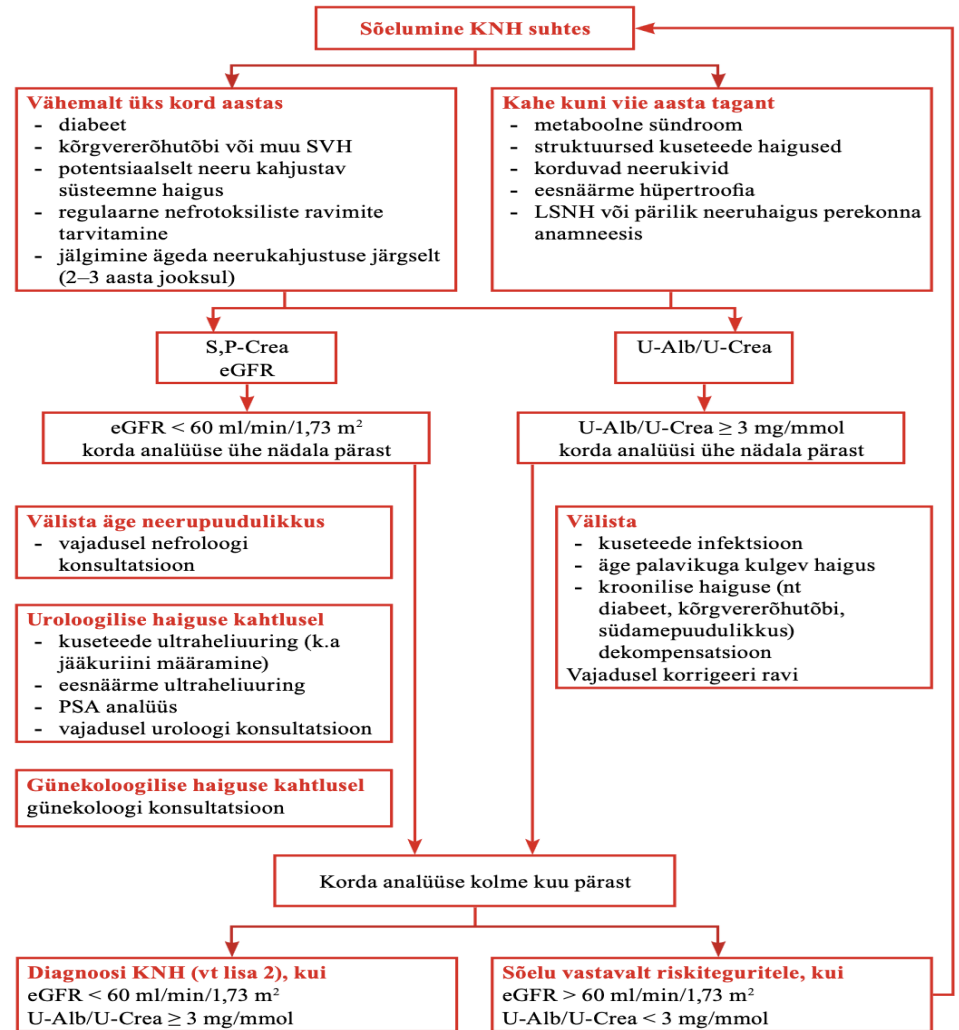 Sõelumine KNH suhtes
Vähemalt üks kord aastas
- diabeet
- kõrgvererõhutõbi või muu SVH
- potentsiaalselt neeru kahjustav
süsteemne haigus
- regulaarne nefrotoksiliste ravimite
tarvitamine
- jälgimine ägeda neerukahjustuse järgselt
(2–3 aasta jooksul)
Kahe kuni viie aasta tagant
- metaboolne sündroom
- struktuursed kuseteede haigused
- korduvad neerukivid
- eesnäärme hüpertroofia
- LSNH või pärilik neeruhaigus perekonna
anamneesis
S,P-Crea
eGFR
U-Alb/U-Crea
eGFR < 60 ml/min/1,73 m²
korda analüüse ühe nädala pärast
U-Alb/U-Crea ≥ 3 mg/mmol
korda analüüsi ühe nädala pärast
Välista äge neerupuudulikkus
- vajadusel nefroloogi
konsultatsioon
Uroloogilise haiguse kahtlusel
- kuseteede ultraheliuuring (k.a
jääkuriini määramine)
- eesnäärme ultraheliuuring
- PSA analüüs
- vajadusel uroloogi konsultatsioon
Günekoloogilise haiguse kahtlusel
günekoloogi konsultatsioon
Välista
- kuseteede infektsioon
- äge palavikuga kulgev haigus
- kroonilise haiguse (nt
diabeet, kõrgvererõhutõbi,
südamepuudulikkus)
dekompensatsioon
Vajadusel korrigeeri ravi
Korda analüüse kolme kuu pärast
Diagnoosi KNH (vt lisa 2), kui
eGFR < 60 ml/min/1,73 m²
U-Alb/U-Crea ≥ 3 mg/mmol
Sõelu vastavalt riskiteguritele, kui
eGFR > 60 ml/min/1,73 m²
U-Alb/U-Crea < 3 mg/mmol